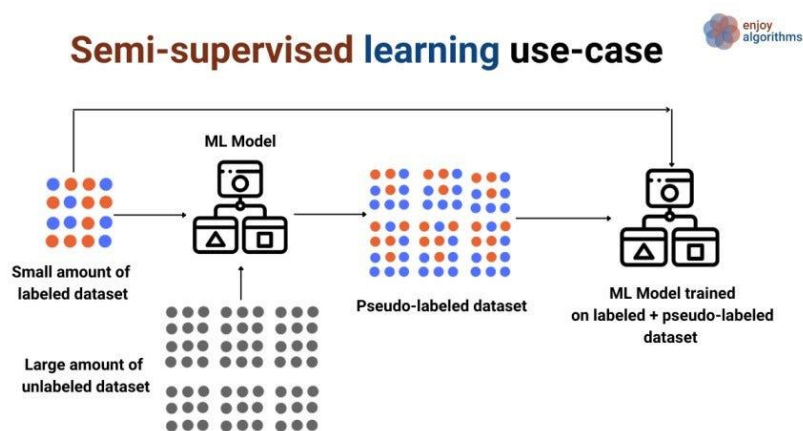 enjoy
algorithms
Semi-supervised learning use-case
ML Model
Small amount of
labeled dataset
Pseudo-labeled dataset
ML Model trained
on labeled + pseudo-labeled
dataset
Large amount of
unlabeled dataset